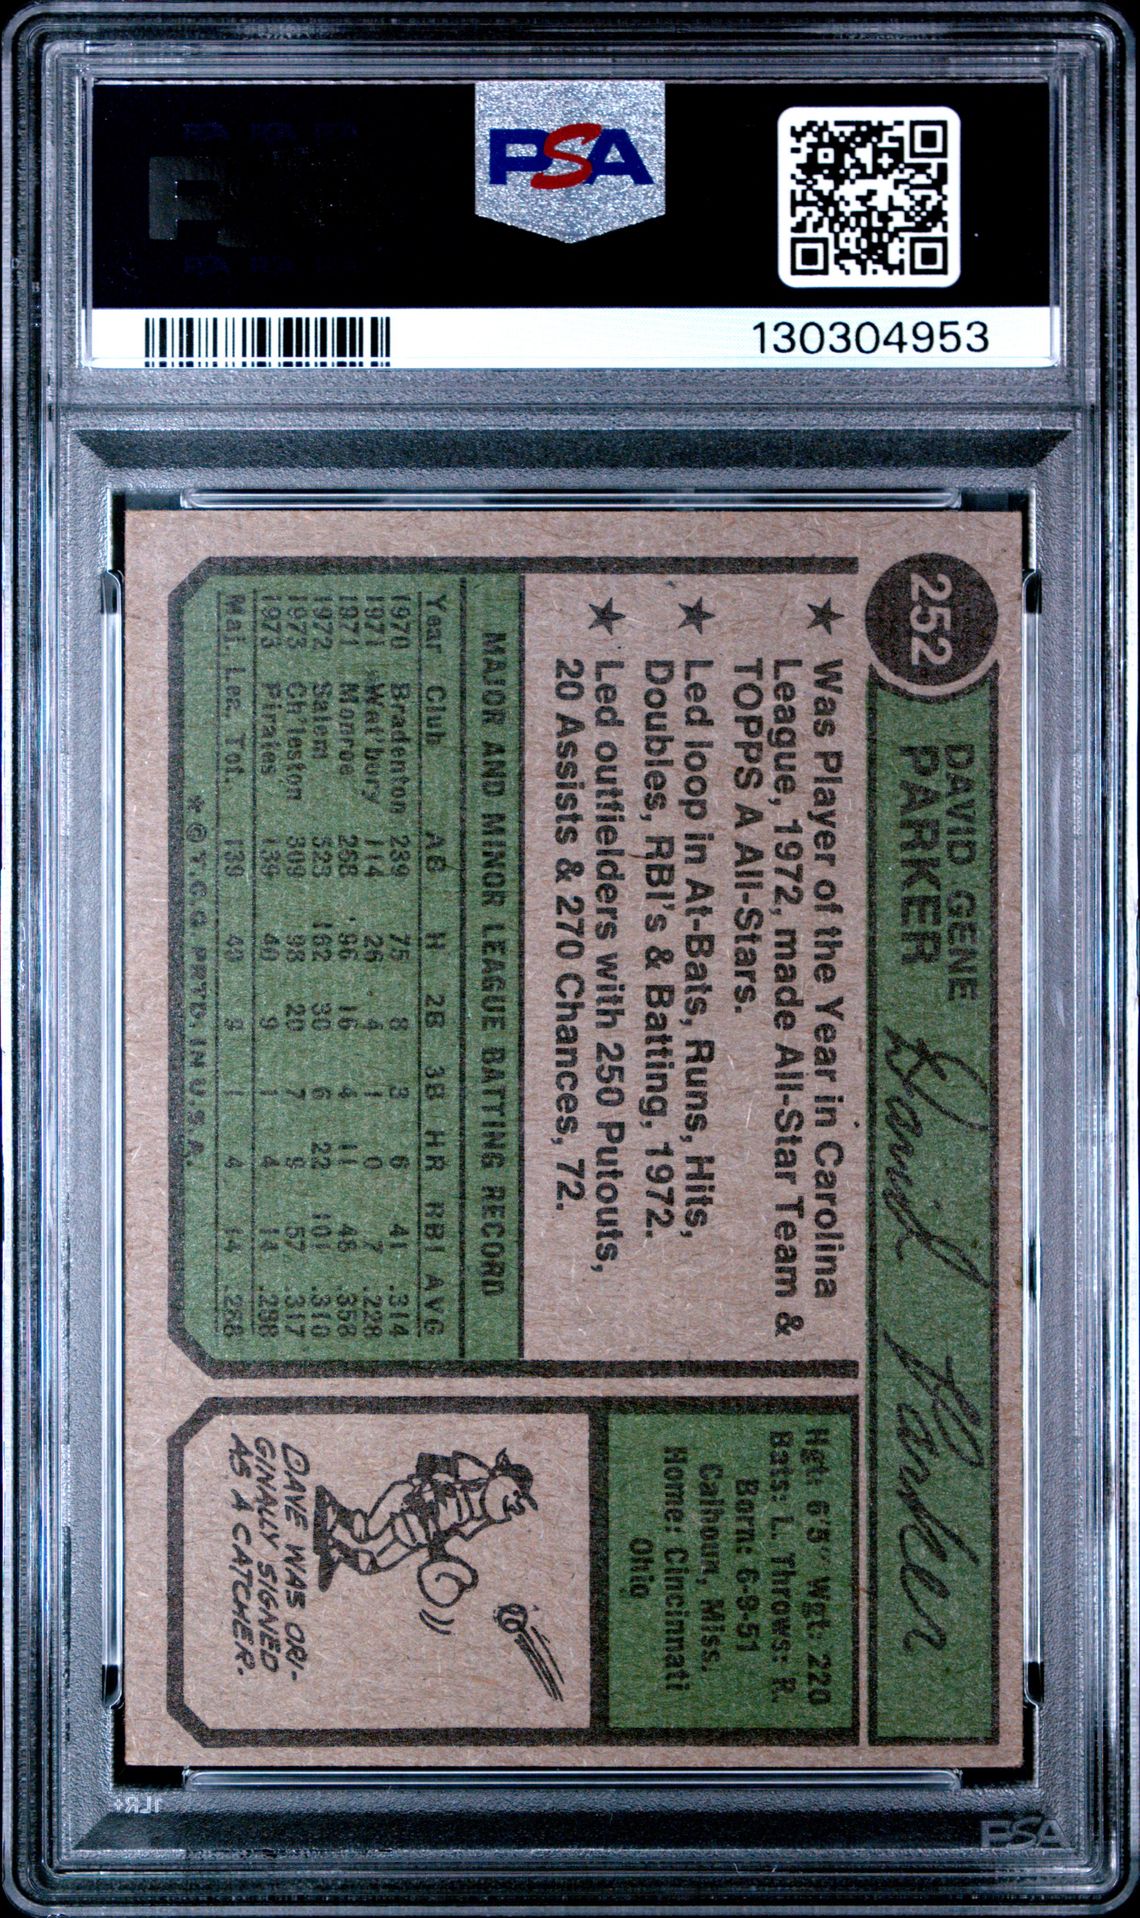 PSA
130304953
252
DAVID GENE
PARKER
David Parker
★ Was Player of the Year in Carolina
League, 1972, made All-Star Team &
TOPPS A All-Stars.
★ Led loop in At-Bats, Runs, Hits,
Doubles, RBI's & Batting, 1972.
★ Led outfielders with 250 Putouts,
20 Assists & 270 Chances, 72.
MAJOR AND MINOR LEAGUE BATTING RECORD
Year Club AB H 2B 3B HR RBI AVG
1970 Bradenton 239 75 8 3 6 41 .314
1971 Wat'bury 114 26 4 1 0 7 .228
1971 Monroe 268 96 16 4 11 48 .358
1972 Salem 523 162 30 6 22 101 .310
1973 Ch'leston 309 98 20 7 9 57 .317
1973 Pirates 139 40 9 1 4 14 .288
Maj. Lea. Tot. 139 40 9 1 4 14 .288
* © T.C.G. PRTD. IN U.S.A.
Hgt: 6'5" Wgt: 220
Bats: L. Throws: R.
Born: 6-9-51
Calhoun, Miss.
Home: Cincinnati
Ohio
DAVE WAS ORI-
GINALLY SIGNED
AS A CATCHER.
PSA